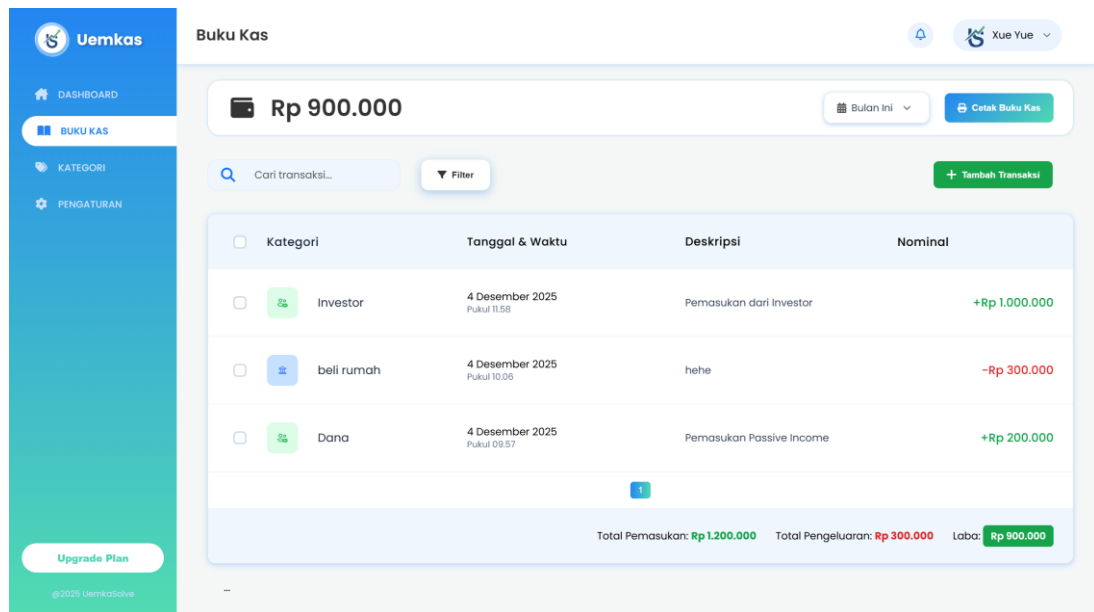 Uemkas
Buku Kas
Xue Yue
DASHBOARD
BUKU KAS
KATEGORI
PENGATURAN
Rp 900.000
Bulan Ini
Cetak Buku Kas
Cari transaksi...
Filter
+ Tambah Transaksi
Kategori Tanggal & Waktu Deskripsi Nominal
Investor 4 Desember 2025 Pemasukan dari Investor +Rp 1.000.000
Pukul 11.58
beli rumah 4 Desember 2025 hehe -Rp 300.000
Pukul 10.06
Dana 4 Desember 2025 Pemasukan Passive Income +Rp 200.000
Pukul 09.57
1
Total Pemasukan: Rp 1.200.000 Total Pengeluaran: Rp 300.000 Laba: Rp 900.000
Upgrade Plan
@2025 UemkaSolve
–